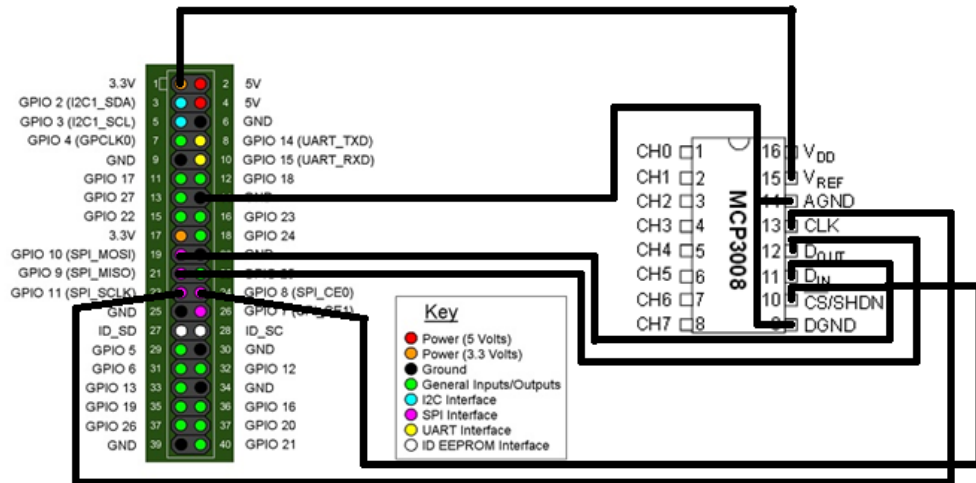 3.3V 1 2 5V
GPIO 2 (I2C1_SDA) 3 4 5V
GPIO 3 (I2C1_SCL) 5 6 GND
GPIO 4 (GPCLK0) 7 8 GPIO 14 (UART_TXD)
GND 9 10 GPIO 15 (UART_RXD)
GPIO 17 11 12 GPIO 18
GPIO 27 13
GPIO 22 15 16 GPIO 23
3.3V 17 18 GPIO 24
GPIO 10 (SPI_MOSI) 19 GND
GPIO 9 (SPI_MISO) 21
GPIO 11 (SPI_SCLK) GPIO 8 (SPI_CE0)
GND 25 26
ID_SD 27 28 ID_SC
GPIO 5 29 30 GND
GPIO 6 31 32 GPIO 12
GPIO 13 33 34 GND
GPIO 19 35 36 GPIO 16
GPIO 26 37 GPIO 20
GND 39 40 GPIO 21
Key
Power (5 Volts)
Power (3.3 Volts)
Ground
General Inputs/Outputs
I2C Interface
SPI Interface
UART Interface
ID EEPROM Interface
MCP3008
CH0 1 16 VDD
CH1 2 15 VREF
CH2 3 14 AGND
CH3 4 13 CLK
CH4 5 12 DOUT
CH5 6 11 DIN
CH6 7 10 CS/SHDN
CH7 8 DGND